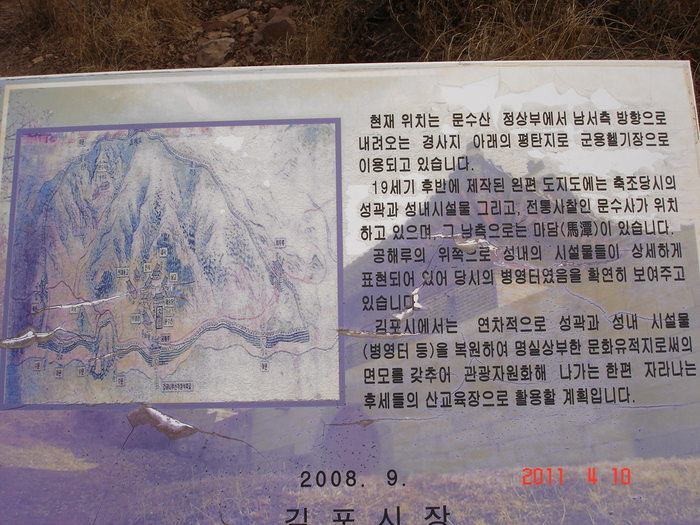 현재 위치는 문수산 정상부에서 남서측 방향으로
내려오는 경사지 아래의 평탄지로 군용헬기장으로
이용되고 있습니다.
19세기 후반에 제작된 왼편 도지도에는 축조당시의
성곽과 성내시설물 그리고, 전통사찰인 문수사가 위치
하고 있으며, 그 남측으로는 마담(馬潭)이 있습니다.
공해루의 위쪽으로 성내의 시설물들이 상세하게
표현되어 있어 당시의 병영터였음을 확연히 보여주고
있습니다.
김포시에서는 연차적으로 성곽과 성내 시설물
(병영터 등)을 복원하여 명실상부한 문화유적지로써의
면모를 갖추어 관광자원화해 나가는 한편 자라나는
후세들의 산교육장으로 활용할 계획입니다.
2008. 9.
2011 4 10
김포시장